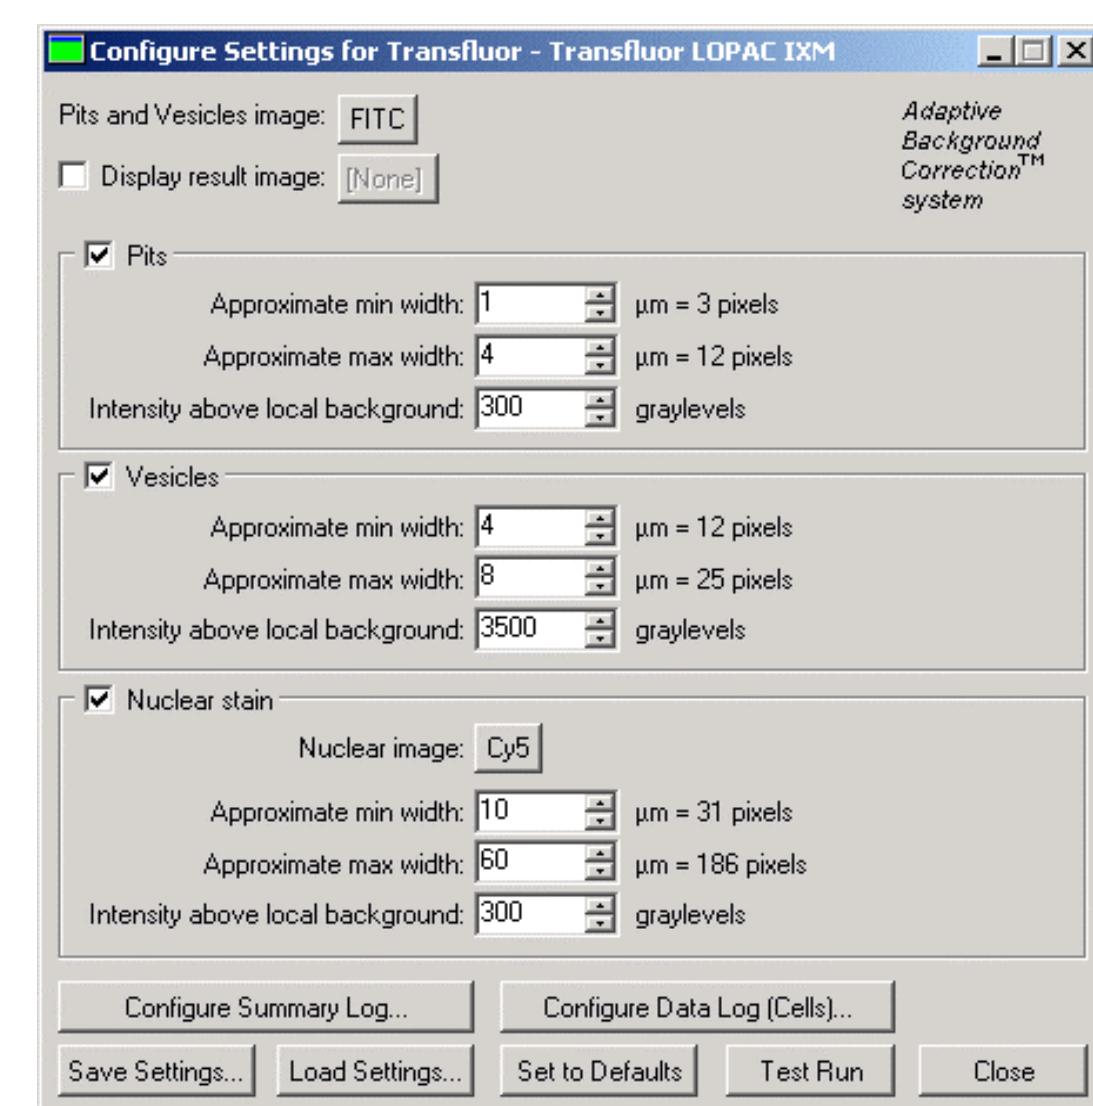 Configure Settings for Transfluor - Transfluor LOPAC IXM
Pits and Vesicles image: FITC
Display result image: [None]
Adaptive
Background
Correction™
system
Pits
Approximate min width: 1 µm = 3 pixels
Approximate max width: 4 µm = 12 pixels
Intensity above local background: 300 graylevels
Vesicles
Approximate min width: 4 µm = 12 pixels
Approximate max width: 8 µm = 25 pixels
Intensity above local background: 3500 graylevels
Nuclear stain
Nuclear image: Cy5
Approximate min width: 10 µm = 31 pixels
Approximate max width: 60 µm = 186 pixels
Intensity above local background: 300 graylevels
Configure Summary Log... Configure Data Log (Cells)...
Save Settings... Load Settings... Set to Defaults Test Run Close